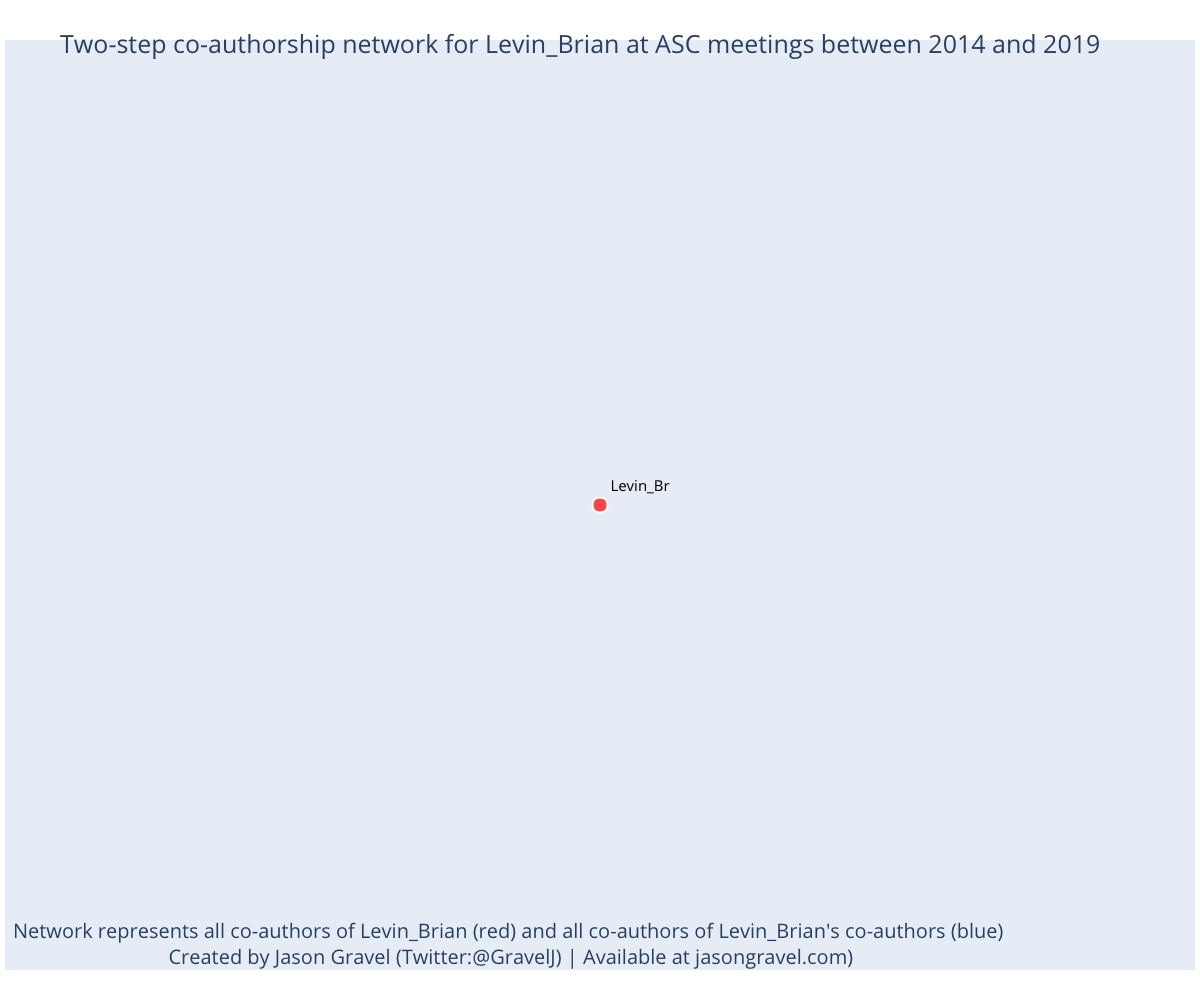 Two-step co-authorship network for Levin_Brian at ASC meetings between 2014 and 2019
Levin_Br
Network represents all co-authors of Levin_Brian (red) and all co-authors of Levin_Brian's co-authors (blue)
Created by Jason Gravel (Twitter:@GravelJ) | Available at jasongravel.com)